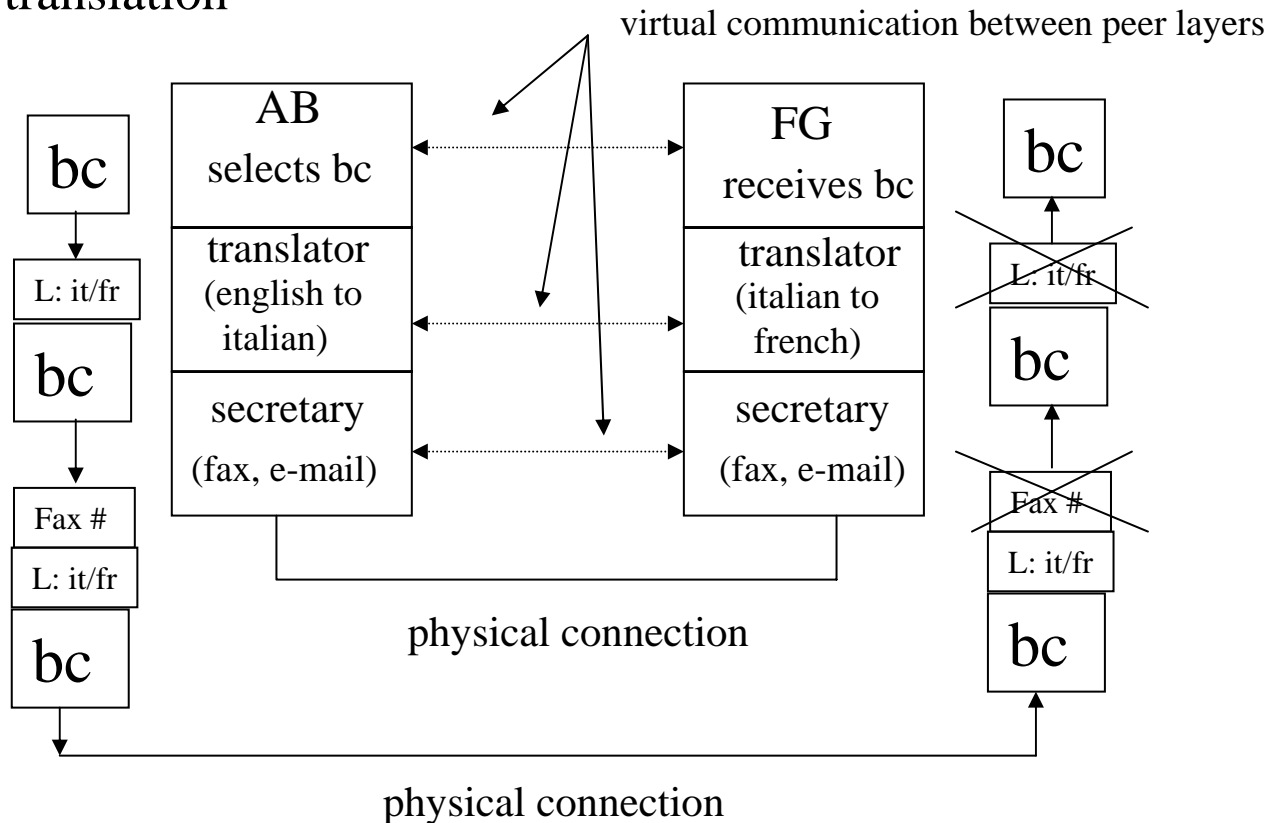 translation
virtual communication between peer layers
bc
L: it/fr
bc
Fax #
L: it/fr
bc
AB
selects bc
translator
(english to
italian)
secretary
(fax, e-mail)
FG
receives bc
translator
(italian to
french)
secretary
(fax, e-mail)
bc
L: it/fr
bc
Fax #
L: it/fr
bc
physical connection
physical connection